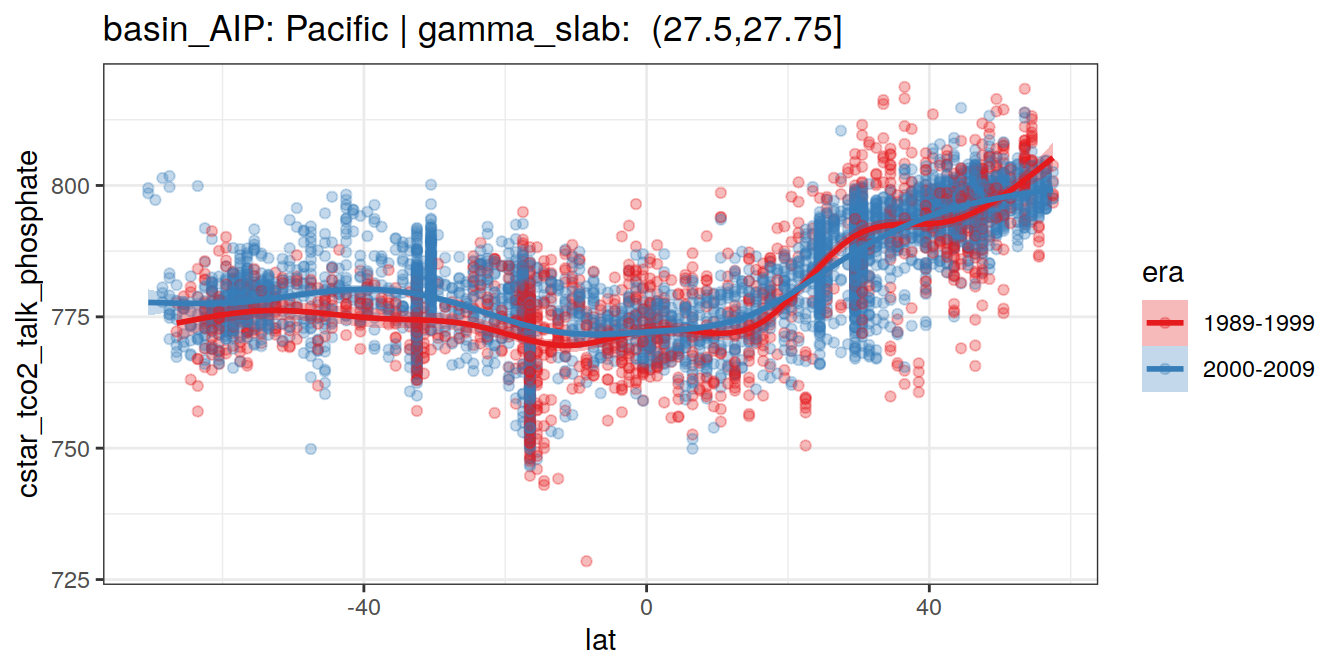 basin_AIP: Pacific | gamma_slab:  (27.5,27.75]
cstar_tco2_talk_phosphate
800
775
750
725
-40
0
40
lat
era
1989-1999
2000-2009